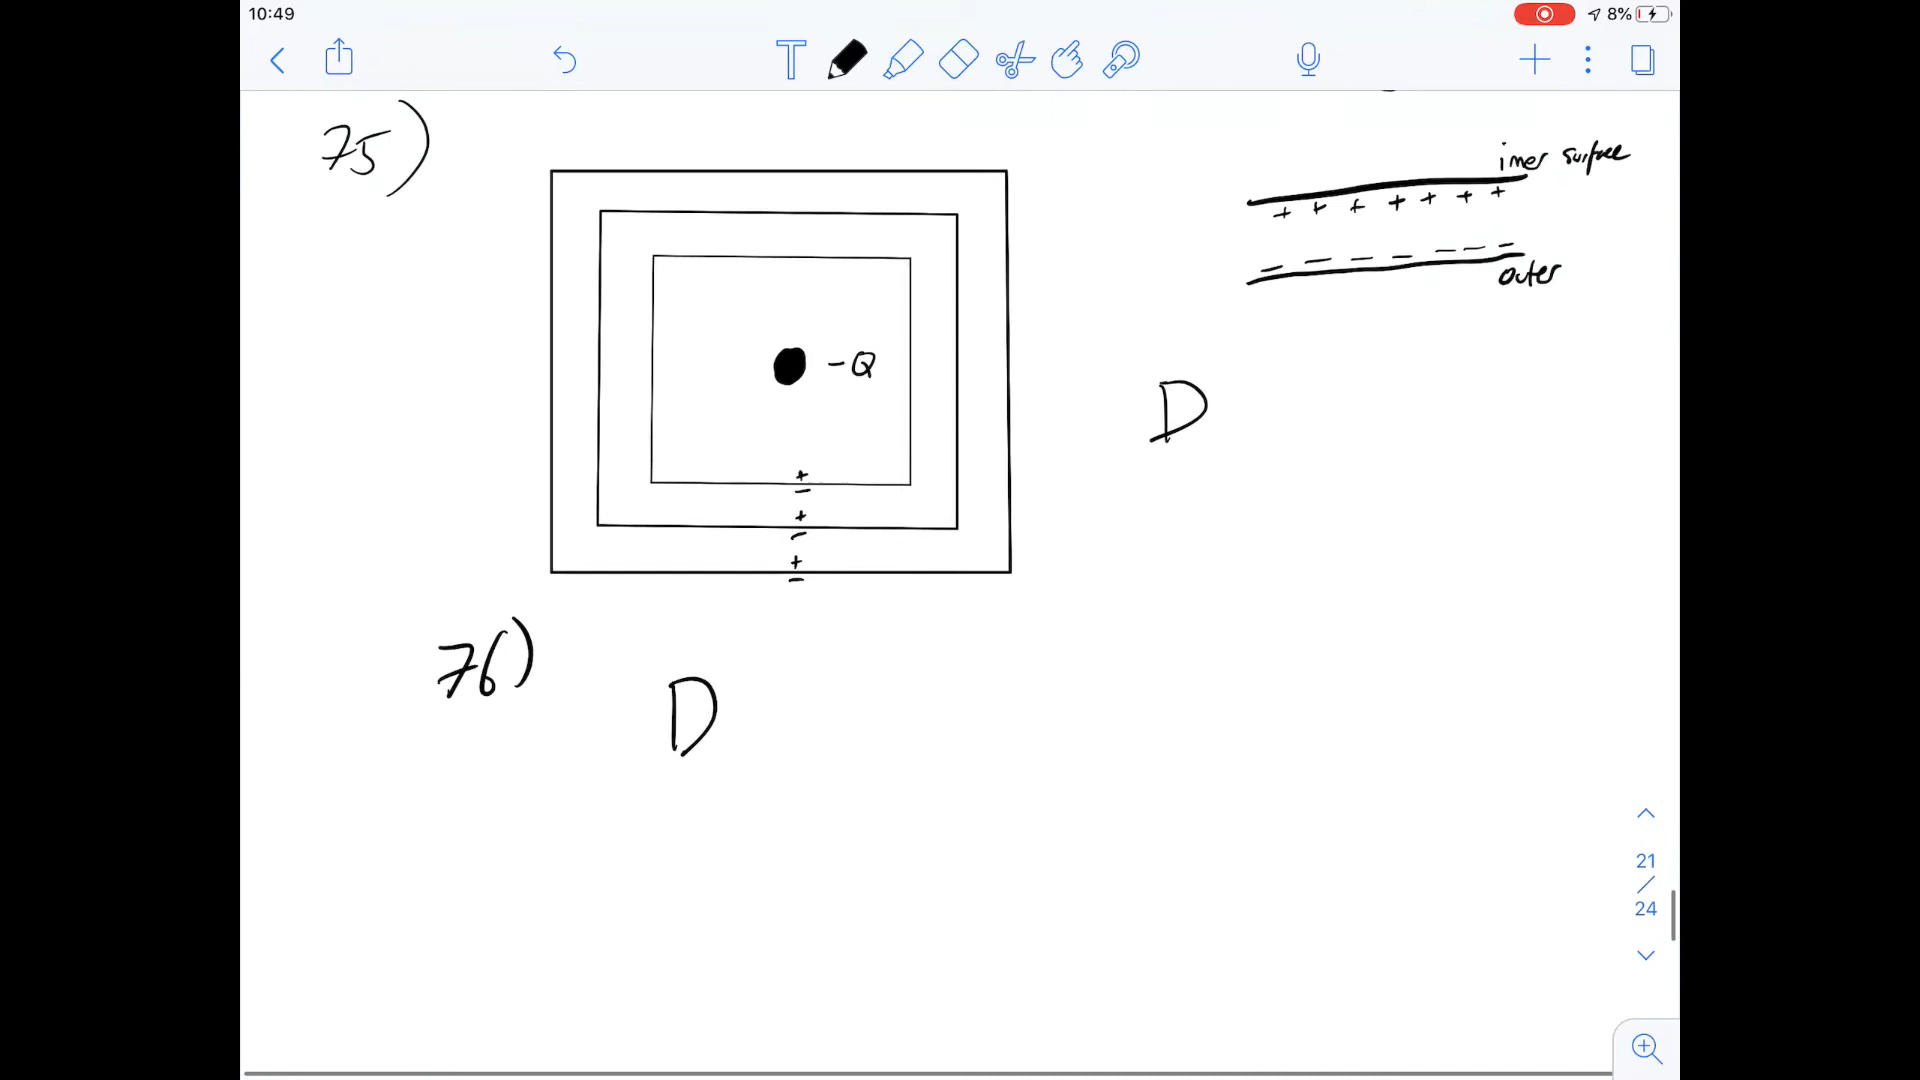 10:49
8%
T
75)
inner surface
+ + + + + + +
- - - - - - -
outer
-Q
D
+
-
+
-
+
-
76)
D
21
/
24